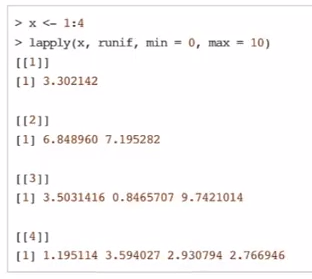 > x <- 1:4
> lapply(x, runif, min = 0, max = 10)
[[1]]
[1] 3.302142
[[2]]
[1] 6.848960 7.195282
[[3]]
[1] 3.5031416 0.8465707 9.7421014
[[4]]
[1] 1.195114 3.594027 2.930794 2.766946